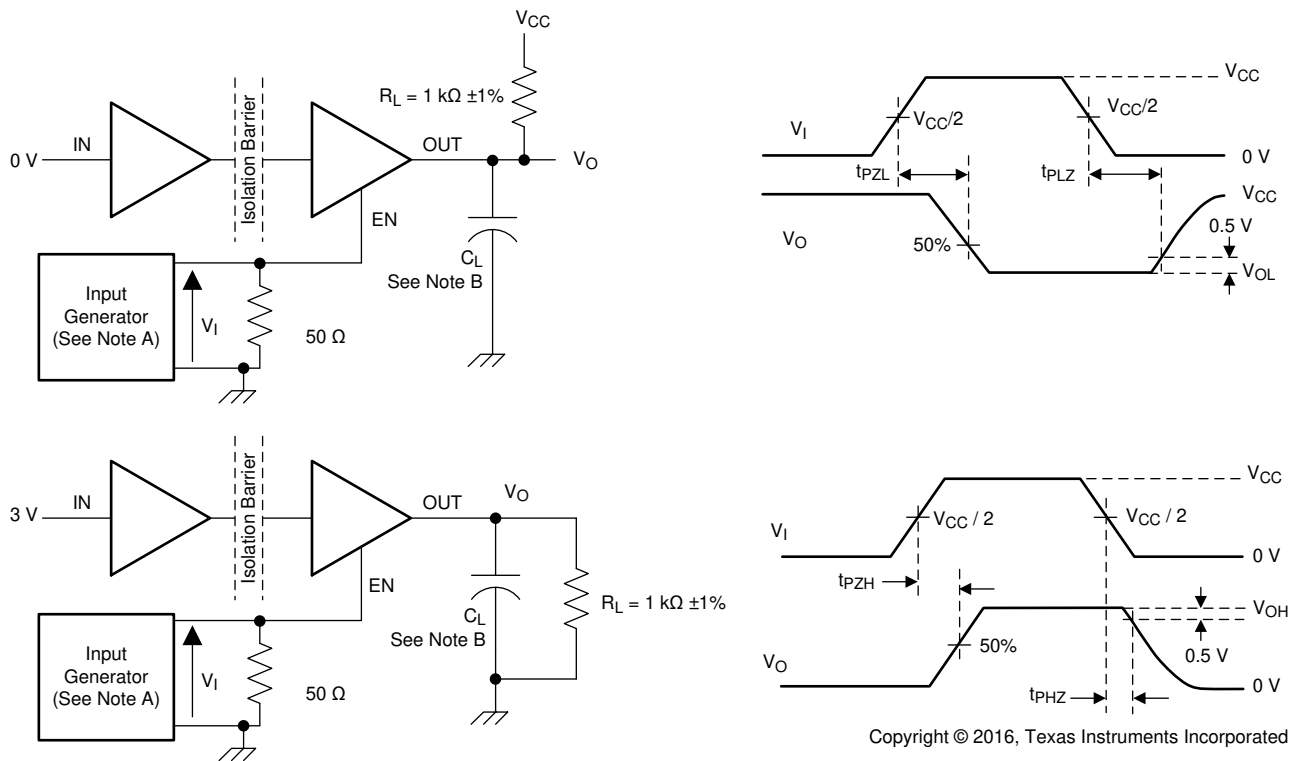 VCC
RL = 1 kΩ ±1%
IN
Isolation Barrier
OUT
0 V
VO
EN
CL
See Note B
Input
Generator
(See Note A)
VI
50 Ω
VCC
VI
VCC/2
VCC/2
0 V
tPZL
tPLZ
VCC
0.5 V
VO
50%
VOL
IN
Isolation Barrier
OUT
VO
3 V
EN
CL
See Note B
RL = 1 kΩ ±1%
Input
Generator
(See Note A)
VI
50 Ω
VCC
VI
VCC / 2
VCC / 2
0 V
tPZH
VOH
0.5 V
50%
VO
0 V
tPHZ
Copyright © 2016, Texas Instruments Incorporated